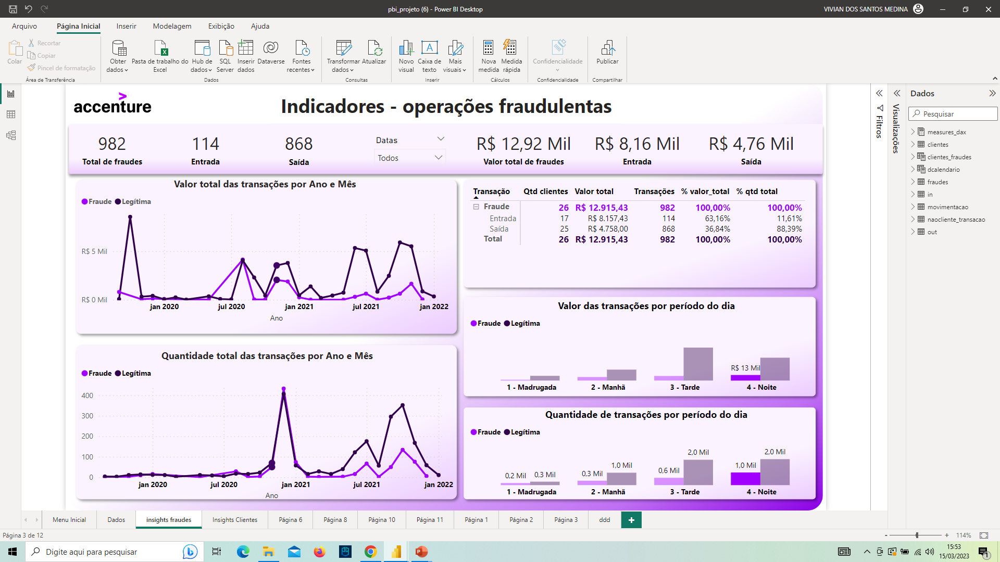 pbi_projeto (6) - Power BI Desktop
VIVIAN DOS SANTOS MEDINA
Arquivo
Página Inicial
Inserir
Modelagem
Exibição
Ajuda
Colar
Recortar
Copiar
Pincel de formatação
Área de Transferência
Obter dados
Pasta de trabalho do Excel
Hub de dados
SQL Server
Inserir dados
Dataverse
Fontes recentes
Dados
Transformar dados
Atualizar
Consultas
Novo visual
Caixa de texto
Mais visuais
Inserir
Nova medida
Medida rápida
Cálculos
Confidencialidade
Confidencialidade
Publicar
Compartilhar
accenture
Indicadores - operações fraudulentas
982
Total de fraudes
114
Entrada
868
Saída
Datas
Todos
R$ 12,92 Mil
Valor total de fraudes
R$ 8,16 Mil
Entrada
R$ 4,76 Mil
Saída
Valor total das transações por Ano e Mês
Fraude Legítima
R$ 5 Mil
R$ 0 Mil
jan 2020 jul 2020 jan 2021 jul 2021 jan 2022
Ano
Quantidade total das transações por Ano e Mês
Fraude Legítima
400
300
200
100
0
jan 2020 jul 2020 jan 2021 jul 2021 jan 2022
Ano
Transação Qtd clientes Valor total Transações % valor_total % qtd total
Fraude 26 R$ 12.915,43 982 100,00% 100,00%
Entrada 17 R$ 8.157,43 114 63,16% 11,61%
Saída 25 R$ 4.758,00 868 36,84% 88,39%
Total 26 R$ 12.915,43 982 100,00% 100,00%
Valor das transações por período do dia
Fraude Legítima
R$ 13 Mil
1 - Madrugada 2 - Manhã 3 - Tarde 4 - Noite
Quantidade de transações por período do dia
Fraude Legítima
0,2 Mil 0,3 Mil 0,3 Mil 1,0 Mil 0,6 Mil 2,0 Mil 1,0 Mil 2,0 Mil
1 - Madrugada 2 - Manhã 3 - Tarde 4 - Noite
Filtros
Visualizações
Dados
Pesquisar
measures_dax
clientes
clientes_fraudes
dcalendario
fraudes
in
movimentacao
naocliente_transacao
out
Menu Inicial
Dados
insights fraudes
Insights Clientes
Página 6
Página 8
Página 10
Página 11
Página 1
Página 2
Página 3
ddd
Página 3 de 12
114%
Digite aqui para pesquisar
15:53
15/03/2023
1